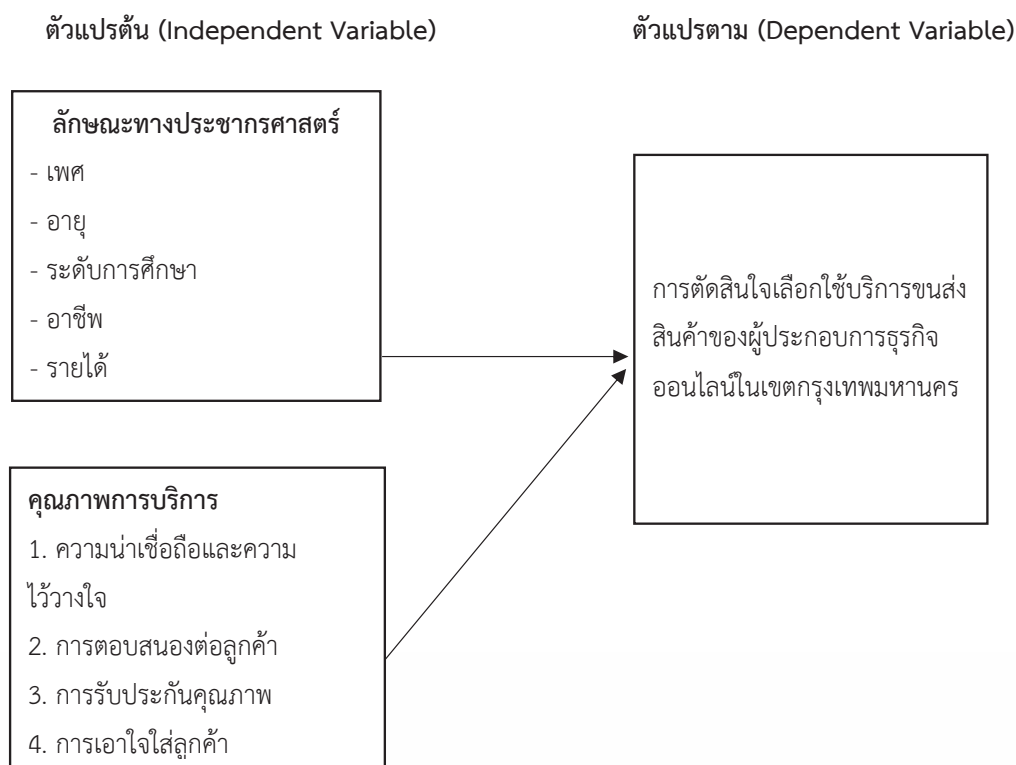 ตัวแปรต้น (Independent Variable)
ตัวแปรตาม (Dependent Variable)
ลักษณะทางประชากรศาสตร์
- เพศ
- อายุ
- ระดับการศึกษา
- อาชีพ
- รายได้
การตัดสินใจเลือกใช้บริการขนส่ง
สินค้าของผู้ประกอบการธุรกิจ
ออนไลน์ในเขตกรุงเทพมหานคร
คุณภาพการบริการ
1. ความน่าเชื่อถือและความ
ไว้วางใจ
2. การตอบสนองต่อลูกค้า
3. การรับประกันคุณภาพ
4. การเอาใจใส่ลูกค้า